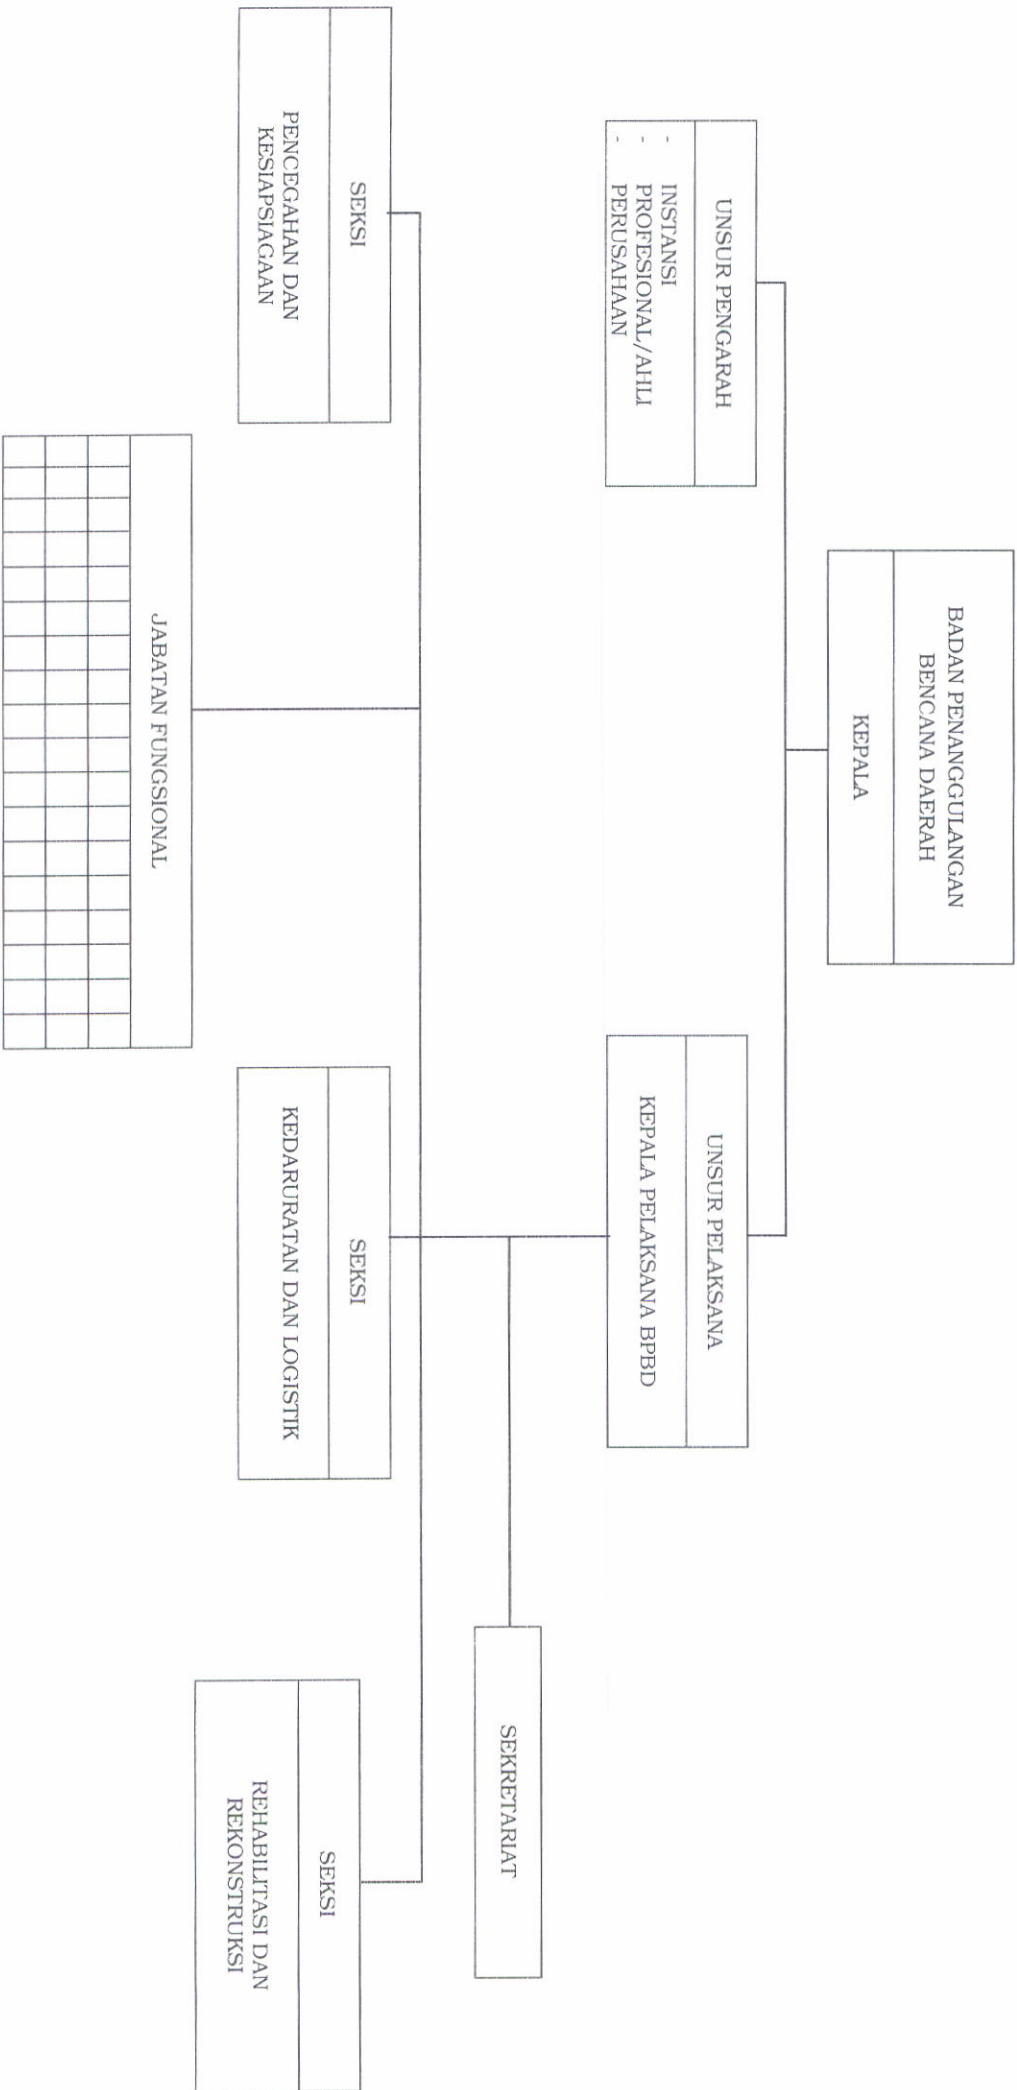 BADAN PENANGGULANGAN
BENCANA DAERAH
KEPALA
UNSUR PENGARAH
- INSTANSI
- PROFESIONAL/AHLI
- PERUSAHAAN
UNSUR PELAKSANA
KEPALA PELAKSANA BPBD
SEKRETARIAT
SEKSI
PENCEGAHAN DAN
KESIAPSIAGAAN
SEKSI
KEDARURATAN DAN LOGISTIK
SEKSI
REHABILITASI DAN
REKONSTRUKSI
JABATAN FUNGSIONAL